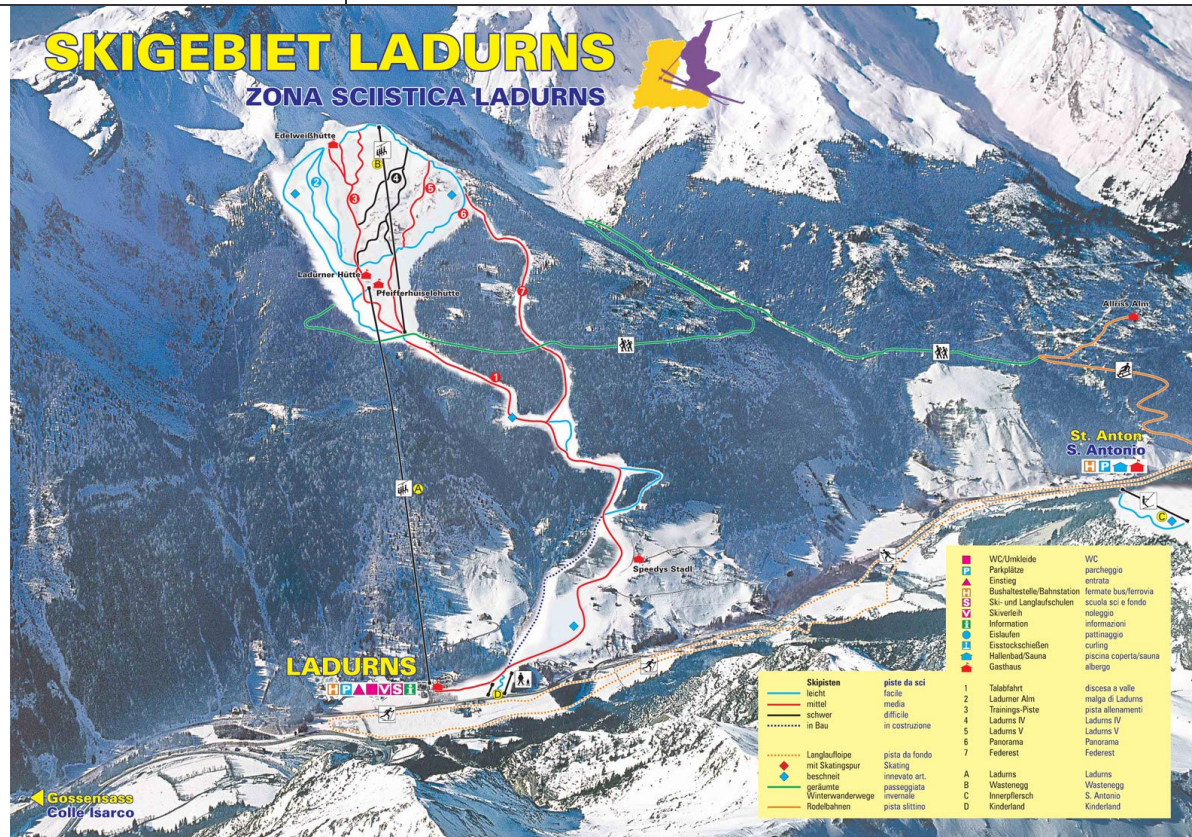 SKIGEBIET LADURNS
ZONA SCIISTICA LADURNS
Edelweißhütte
B
2
4
5
3
6
Ladurner Hütte
Pfeifferhuiselehütte
7
Allriss Alm
1
St. Anton
S. Antonio
H P
A
C
Speedys Stadl
LADURNS
H P V S i
D
Gossensass
Colle Isarco
WC/Umkleide WC
P Parkplätze parcheggio
Einstieg entrata
H Bushaltestelle/Bahnstation fermate bus/ferrovia
S Ski- und Langlaufschulen scuola sci e fondo
V Skiverleih noleggio
i Information informazioni
Eislaufen pattinaggio
Eisstockschießen curling
Hallenbad/Sauna piscina coperta/sauna
Gasthaus albergo
Skipisten piste da sci
leicht facile
mittel media
schwer difficile
in Bau in costruzione
Langlaufloipe pista da fondo
mit Skatingspur Skating
beschneit innevato art.
geräumte passeggiata
Winterwanderwege invernale
Rodelbahnen pista slittino
1 Talabfahrt discesa a valle
2 Ladurner Alm malga di Ladurns
3 Trainings-Piste pista allenamenti
4 Ladurns IV Ladurns IV
5 Ladurns V Ladurns V
6 Panorama Panorama
7 Federest Federest
A Ladurns Ladurns
B Wastenegg Wastenegg
C Innerpflersch S. Antonio
D Kinderland Kinderland